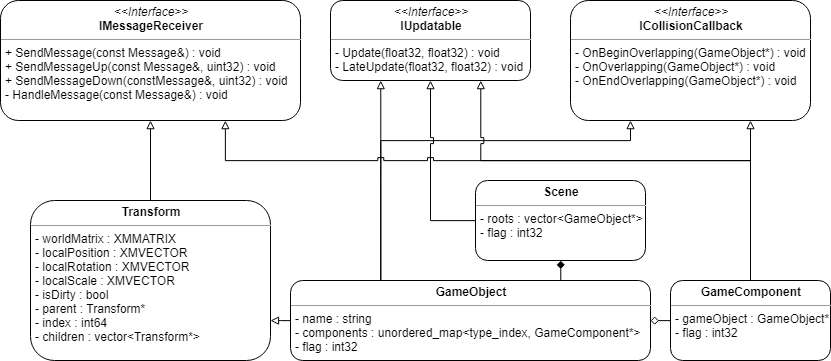 <<Interface>>
IMessageReceiver
+ SendMessage(const Message&) : void
+ SendMessageUp(const Message&, uint32) : void
+ SendMessageDown(constMessage&, uint32) : void
- HandleMessage(const Message&) : void
<<Interface>>
IUpdatable
- Update(float32, float32) : void
- LateUpdate(float32, float32) : void
<<Interface>>
ICollisionCallback
- OnBeginOverlapping(GameObject*) : void
- OnOverlapping(GameObject*) : void
- OnEndOverlapping(GameObject*) : void
Transform
- worldMatrix : XMMATRIX
- localPosition : XMVECTOR
- localRotation : XMVECTOR
- localScale : XMVECTOR
- isDirty : bool
- parent : Transform*
- index : int64
- children : vector<Transform*>
Scene
- roots : vector<GameObject*>
- flag : int32
GameObject
- name : string
- components : unordered_map<type_index, GameComponent*>
- flag : int32
GameComponent
- gameObject : GameObject*
- flag : int32